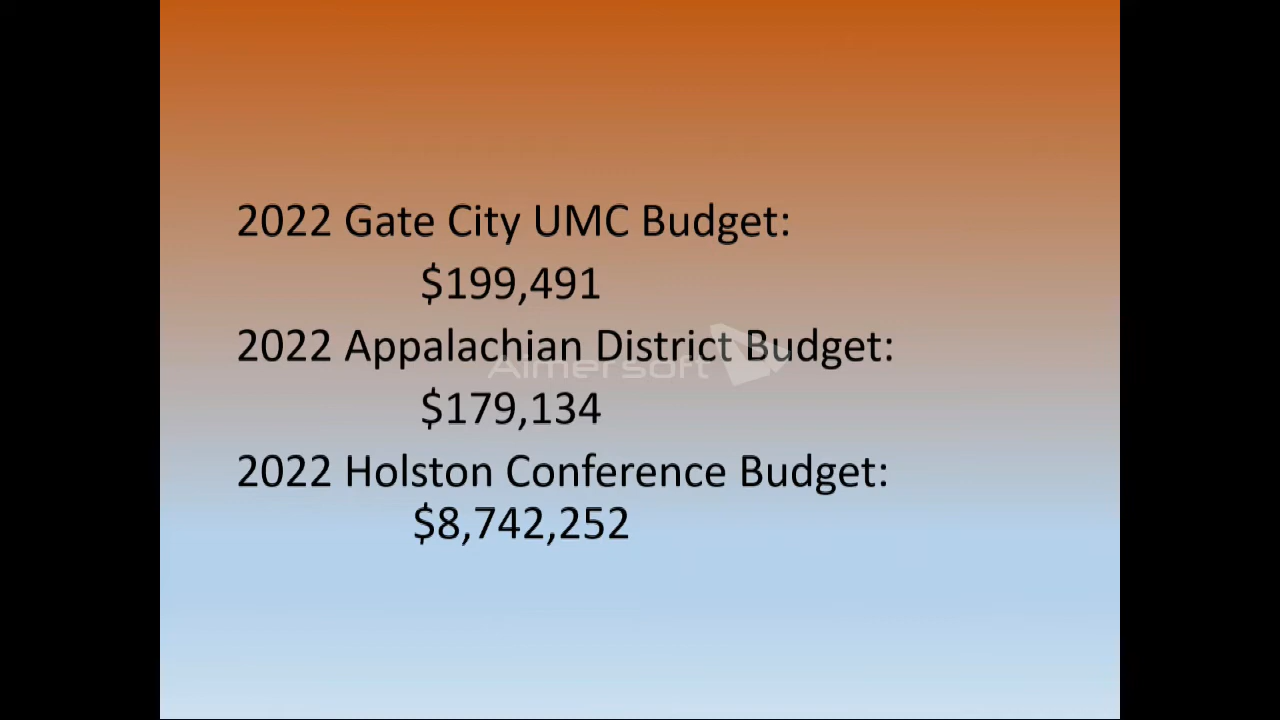 2022 Gate City UMC Budget:
$199,491
2022 Appalachian District Budget:
Aimersoft
$179,134
2022 Holston Conference Budget:
$8,742,252